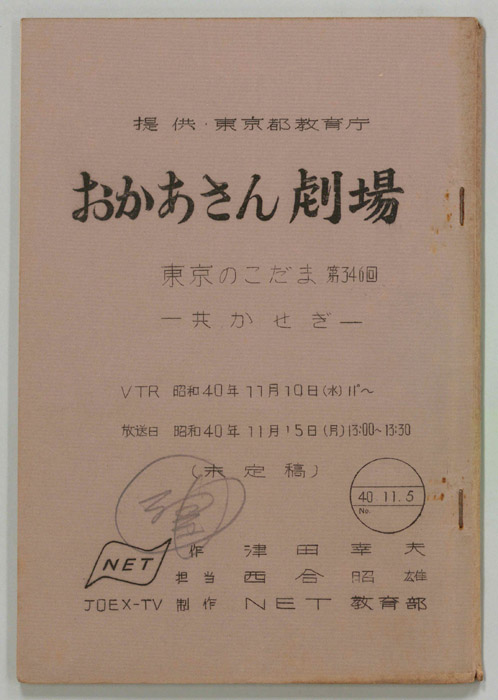 提供・東京都教育庁
おかあさん劇場
東京のこだま 第346回
―共かせぎ―
VTR 昭和40年11月10日(水) 11°~
放送日 昭和40年11月15日(月) 13:00~13:30
(未定稿)
40 11.5
No.
NET
作 津田幸夫
担当 西合昭雄
JOEX-TV 制作 NET教育部